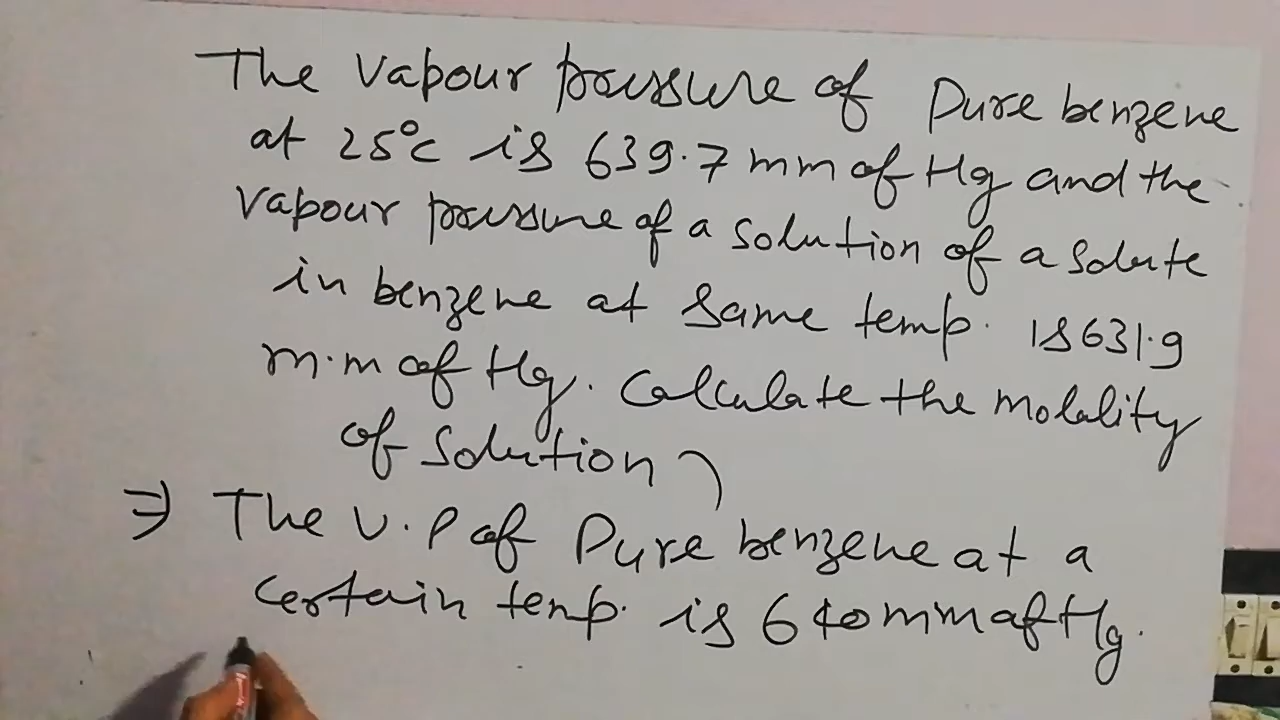 The vapour pressure of Pure benzene
at 25°C is 639.7 mm of Hg and the
vapour pressure of a solution of a solute
in benzene at same temp. is 631.9
m.m of Hg. Calculate the molality
of solution
⇒ The V.P of Pure benzene at a
certain temp. is 640 mm of Hg.